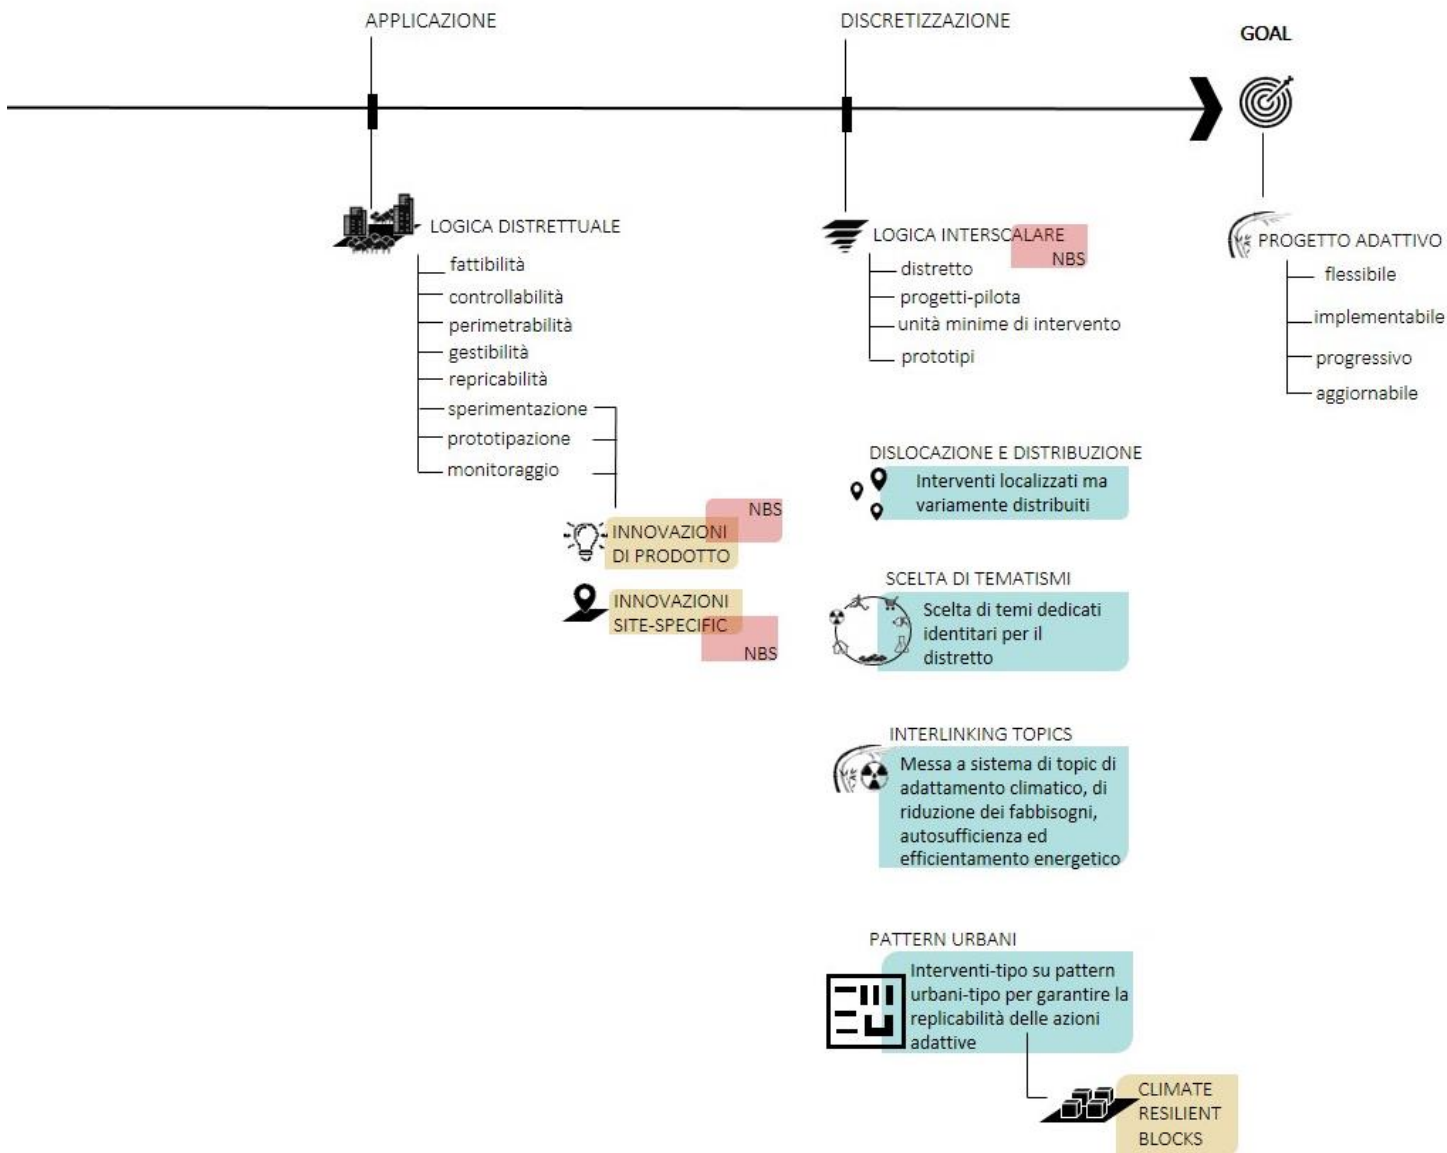 APPLICAZIONE
DISCRETIZZAZIONE
GOAL
LOGICA DISTRETTUALE
fattibilità
controllabilità
perimetrabilità
gestibilità
repricabilità
sperimentazione
prototipazione
monitoraggio
NBS
INNOVAZIONI
DI PRODOTTO
INNOVAZIONI
SITE-SPECIFIC
NBS
LOGICA INTERSCALARE
NBS
distretto
progetti-pilota
unità minime di intervento
prototipi
DISLOCAZIONE E DISTRIBUZIONE
Interventi localizzati ma
variamente distribuiti
SCELTA DI TEMATISMI
Scelta di temi dedicati
identitari per il
distretto
INTERLINKING TOPICS
Messa a sistema di topic di
adattamento climatico, di
riduzione dei fabbisogni,
autosufficienza ed
efficientamento energetico
PATTERN URBANI
Interventi-tipo su pattern
urbani-tipo per garantire la
replicabilità delle azioni
adattive
CLIMATE
RESILIENT
BLOCKS
PROGETTO ADATTIVO
flessibile
implementabile
progressivo
aggiornabile